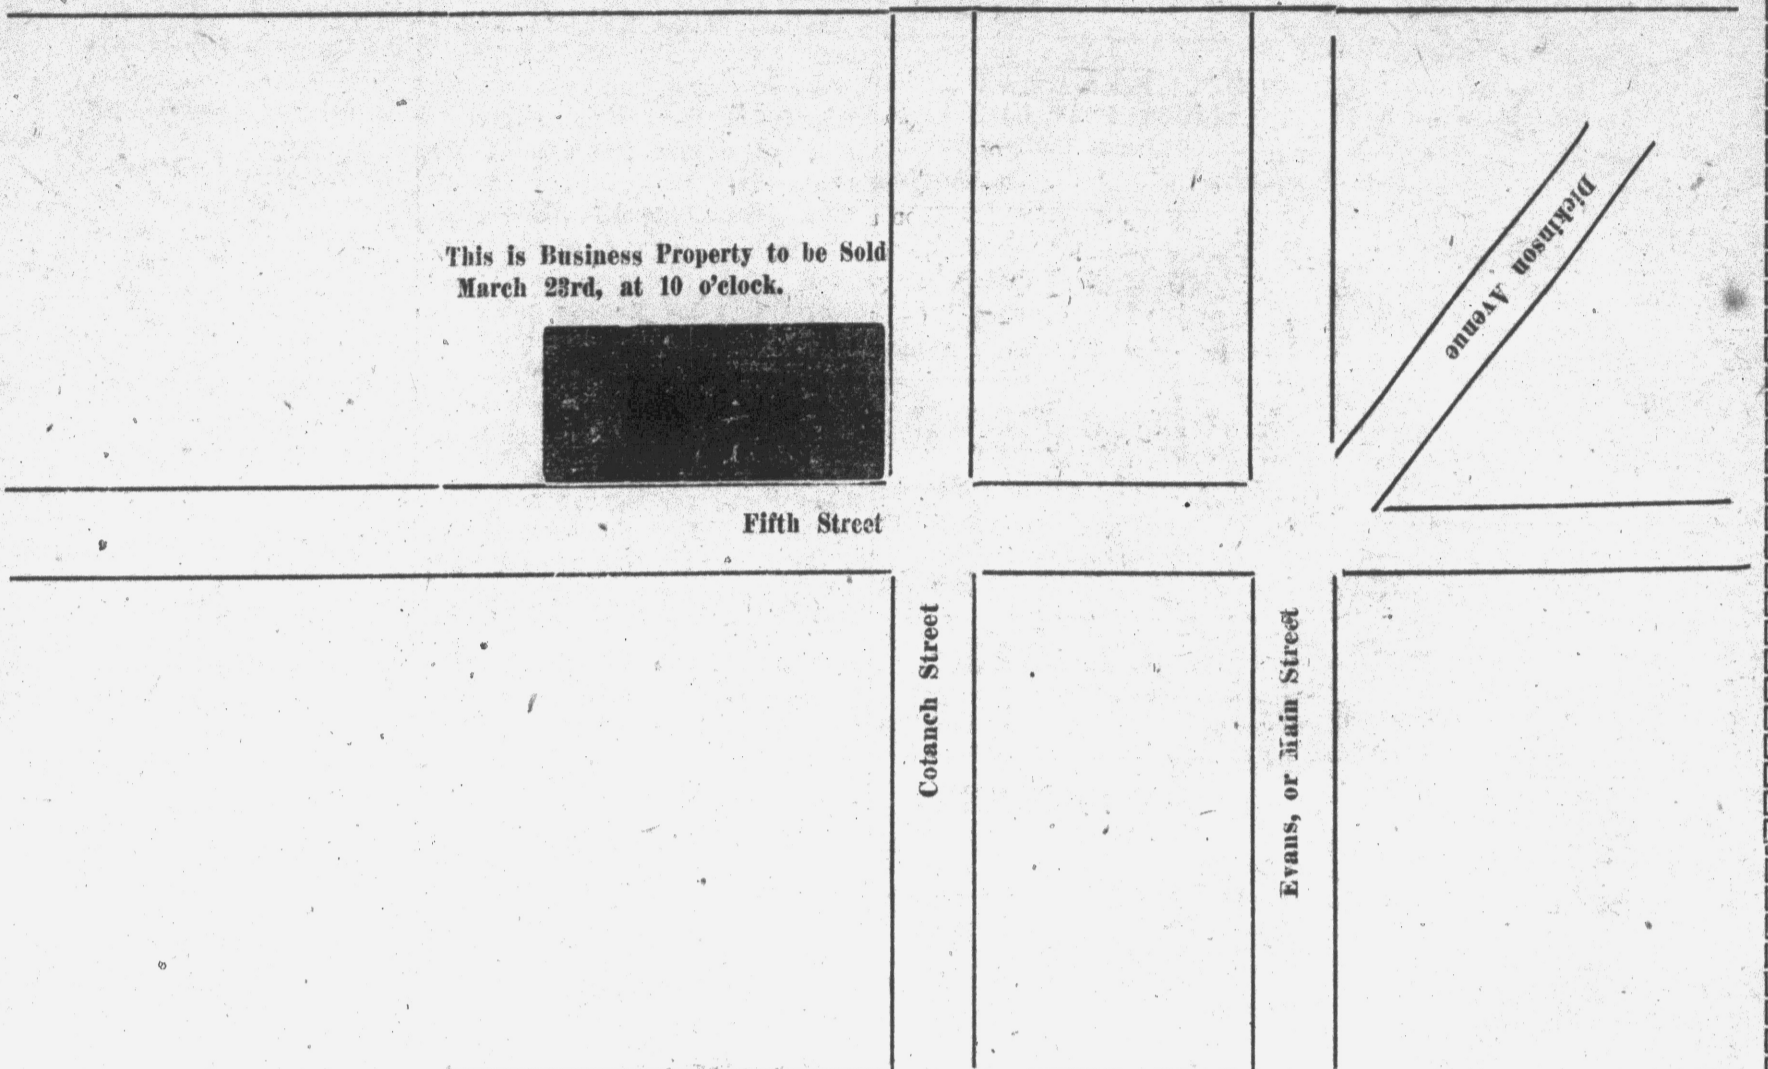 This is Business Property to be Sold
March 23rd, at 10 o'clock.
Dickinson Avenue
Fifth Street
Cotanch Street
Evans, or Main Street